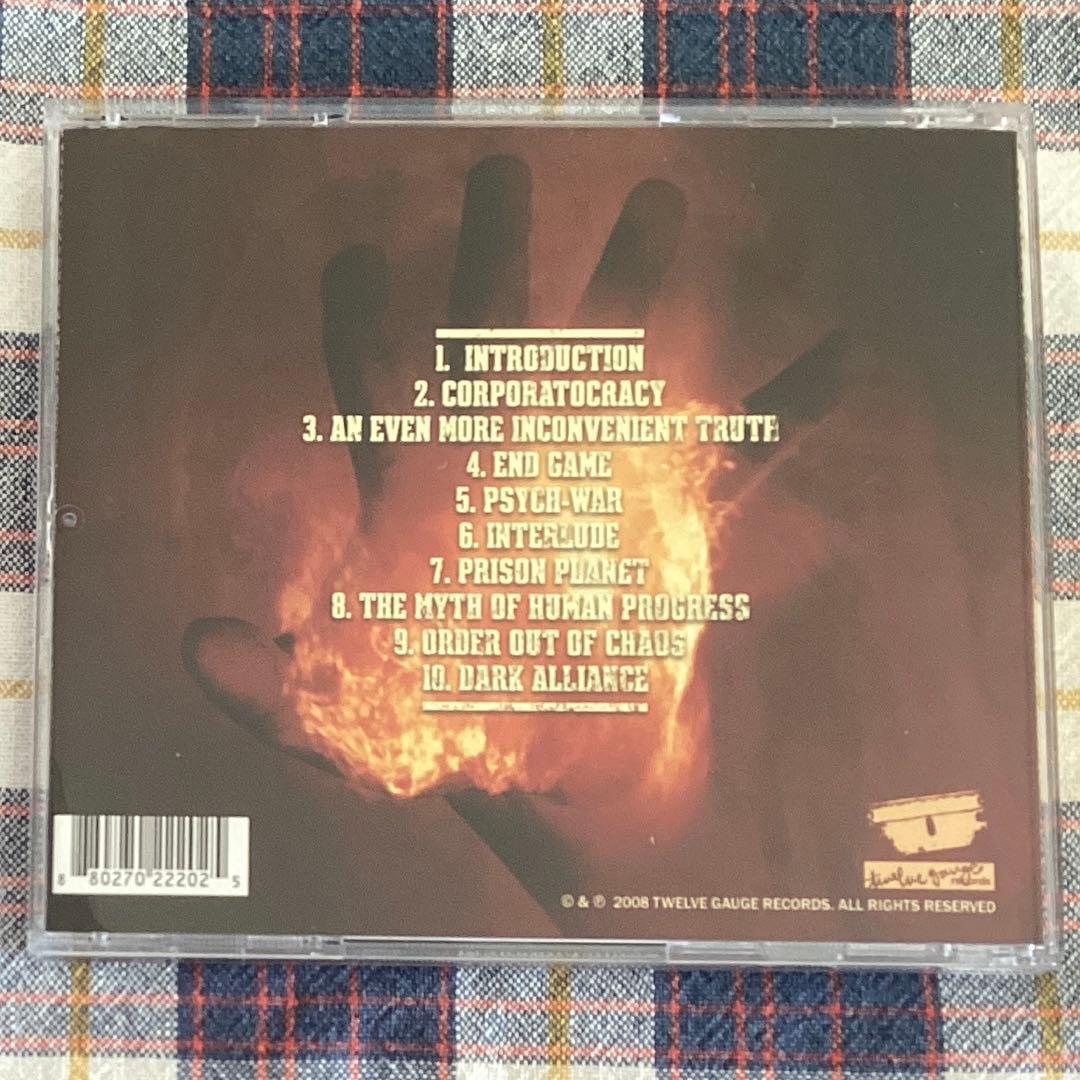 1. INTRODUCTION
2. CORPORATOCRACY
3. AN EVEN MORE INCONVENIENT TRUTH
4. END GAME
5. PSYCH-WAR
6. INTERLUDE
7. PRISON PLANET
8. THE MYTH OF HUMAN PROGRESS
9. ORDER OUT OF CHAOS
10. DARK ALLIANCE
8 80270 22202 5
twelve gauge
records
© & ℗ 2008 TWELVE GAUGE RECORDS. ALL RIGHTS RESERVED